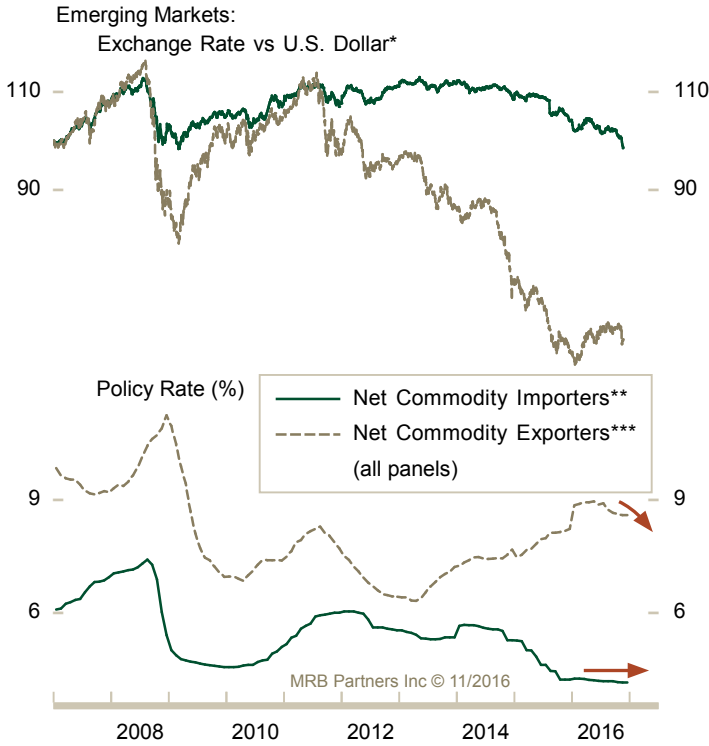 Emerging Markets:
Exchange Rate vs U.S. Dollar*
110 110
90 90
Policy Rate (%)
Net Commodity Importers**
Net Commodity Exporters***
(all panels)
9 9
6 6
MRB Partners Inc © 11/2016
2008 2010 2012 2014 2016